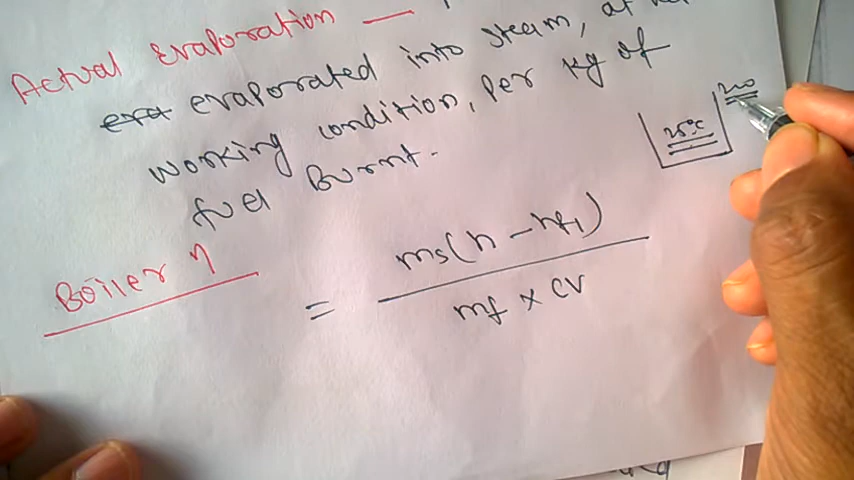 Actual Evaporation —
era evaporated into steam, at
working condition, per kg of
fuel Burnt.
25°C
Boiler η = ms(h - hf1) / mf × CV